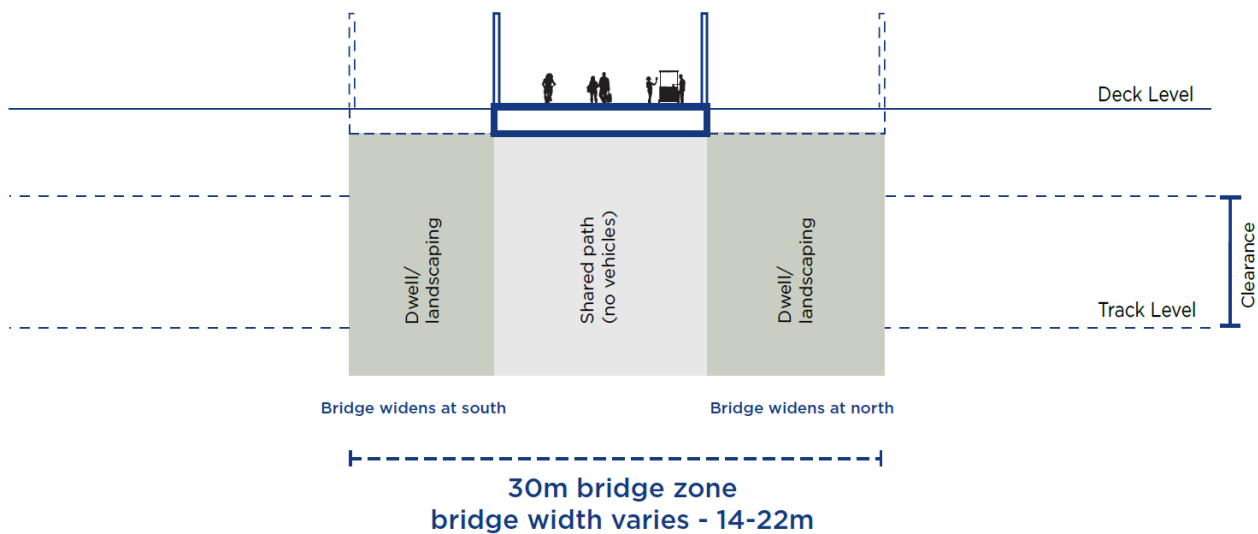 Deck Level
Dwell/
landscaping
Shared path
(no vehicles)
Dwell/
landscaping
Clearance
Track Level
Bridge widens at south
Bridge widens at north
30m bridge zone
bridge width varies - 14-22m